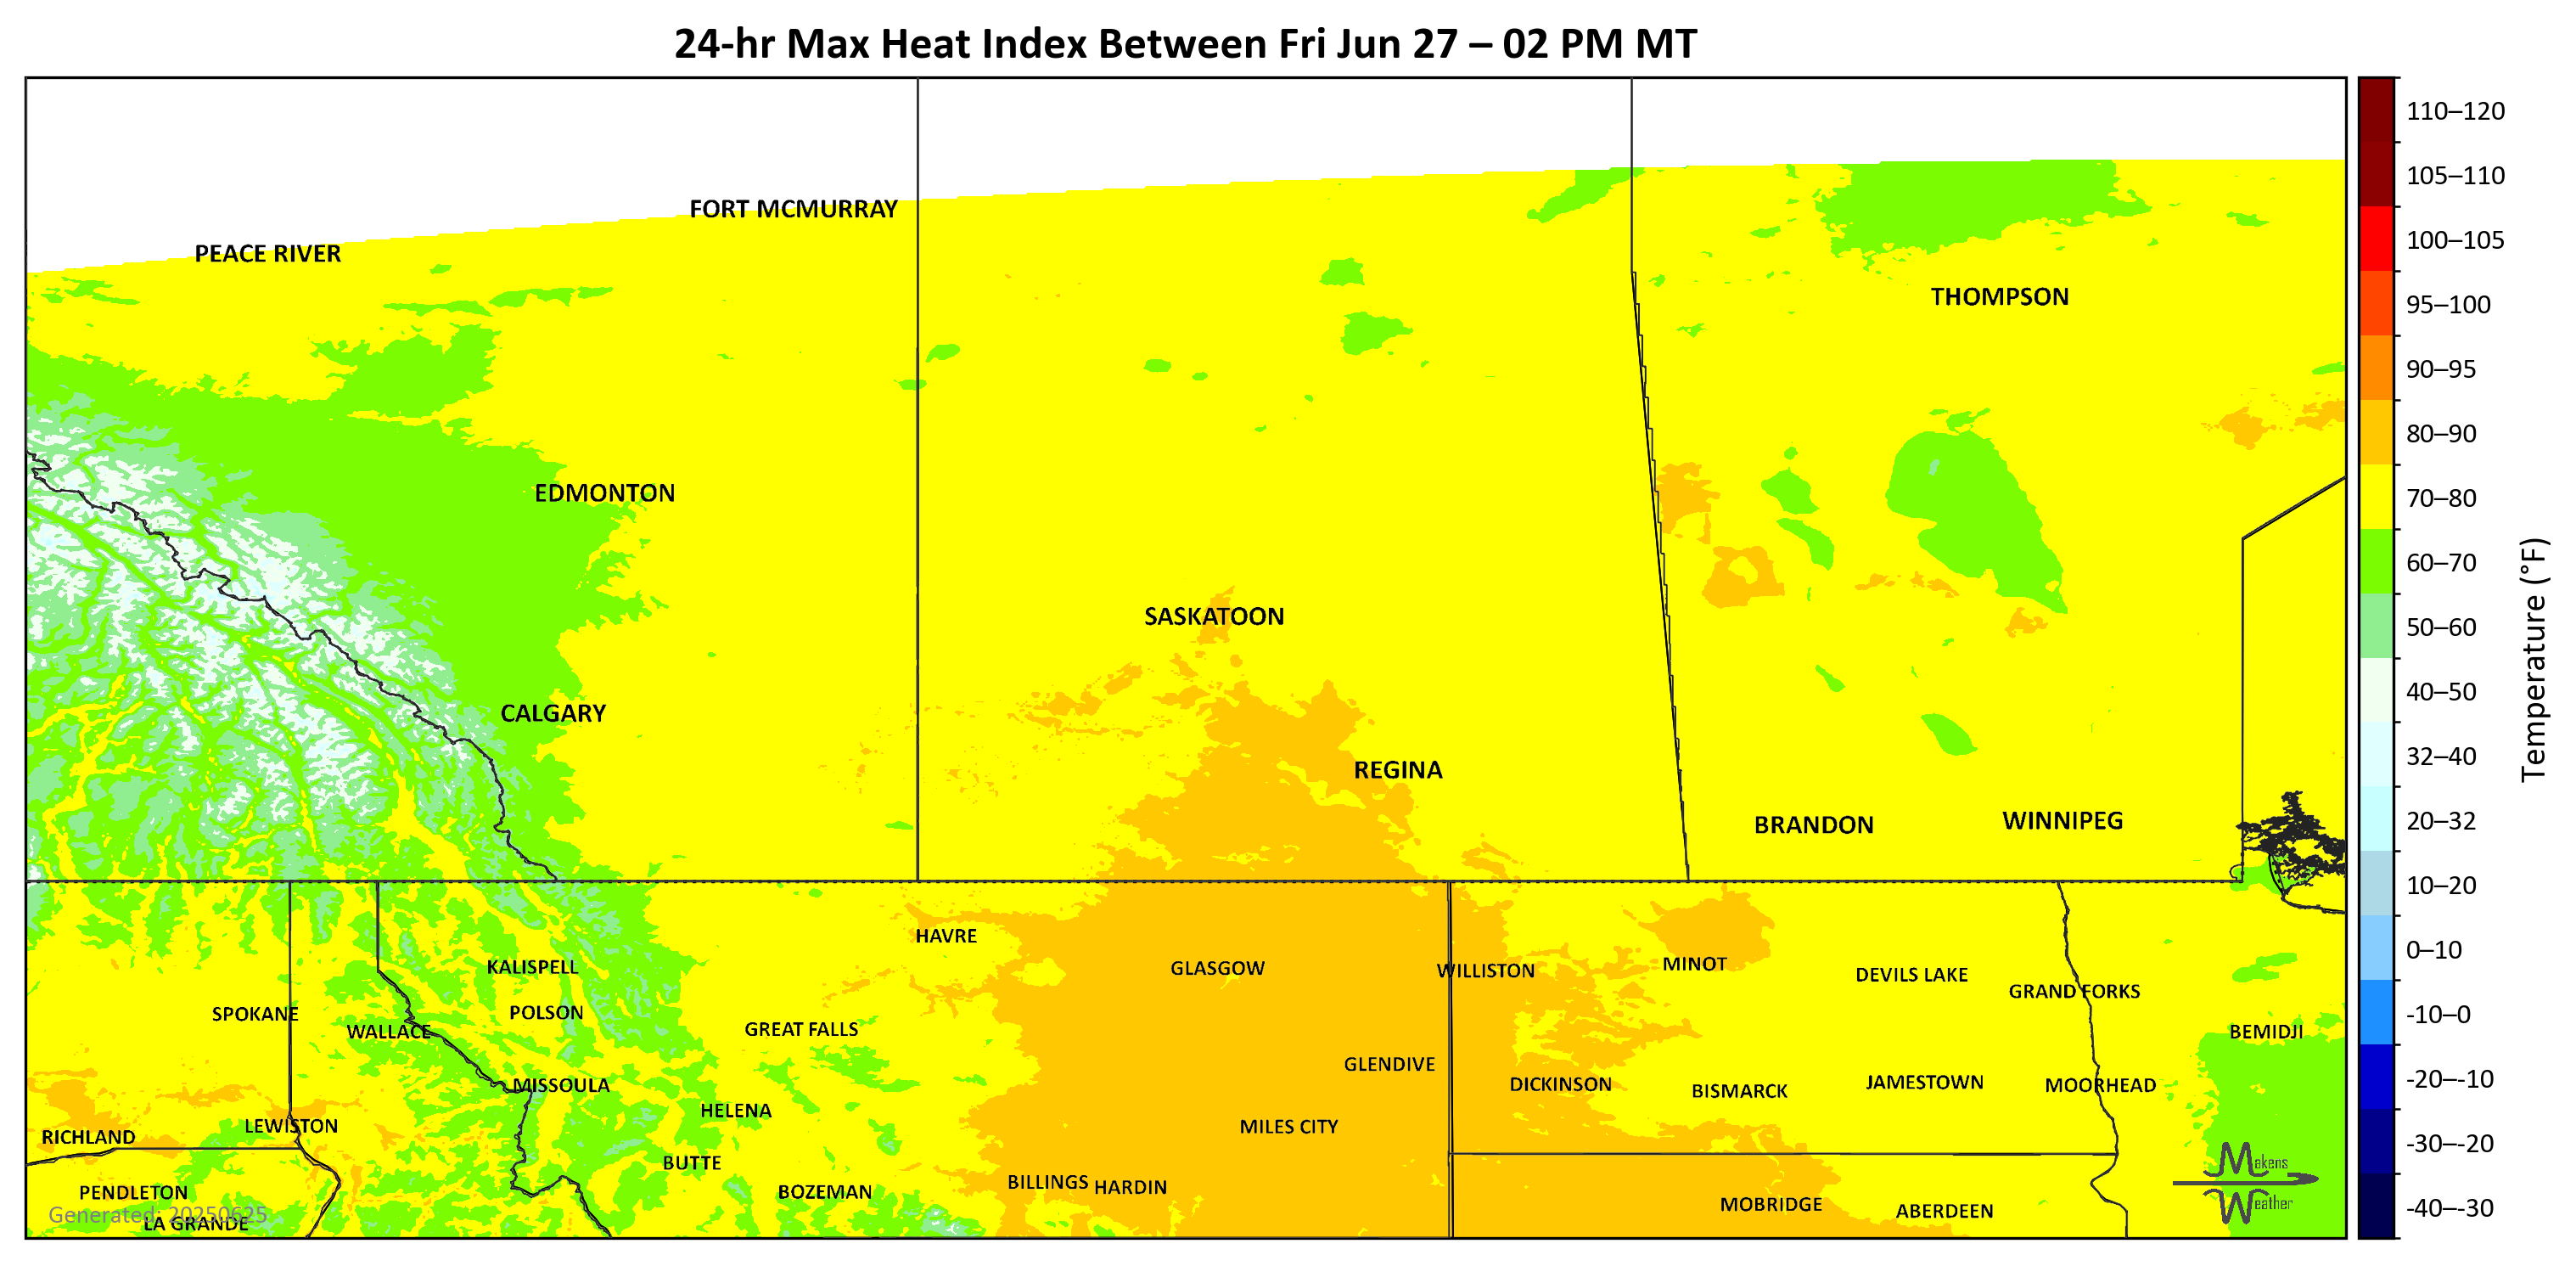 24-hr Max Heat Index Between Fri Jun 27 – 02 PM MT
110–120
105–110
100–105
95–100
90–95
80–90
70–80
60–70
50–60
40–50
32–40
20–32
10–20
0–10
-10–0
-20–-10
-30–-20
-40–-30
Temperature (°F)
FORT MCMURRAY
PEACE RIVER
THOMPSON
EDMONTON
SASKATOON
CALGARY
REGINA
BRANDON
WINNIPEG
HAVRE
KALISPELL
GLASGOW
WILLISTON
MINOT
DEVILS LAKE
GRAND FORKS
SPOKANE
POLSON
WALLACE
GREAT FALLS
BEMIDJI
GLENDIVE
MISSOULA
DICKINSON
BISMARCK
JAMESTOWN
MOORHEAD
HELENA
LEWISTON
MILES CITY
RICHLAND
BUTTE
BILLINGS
HARDIN
PENDLETON
BOZEMAN
MOBRIDGE
ABERDEEN
Generated: 20250625
LA GRANDE
Makens
Weather